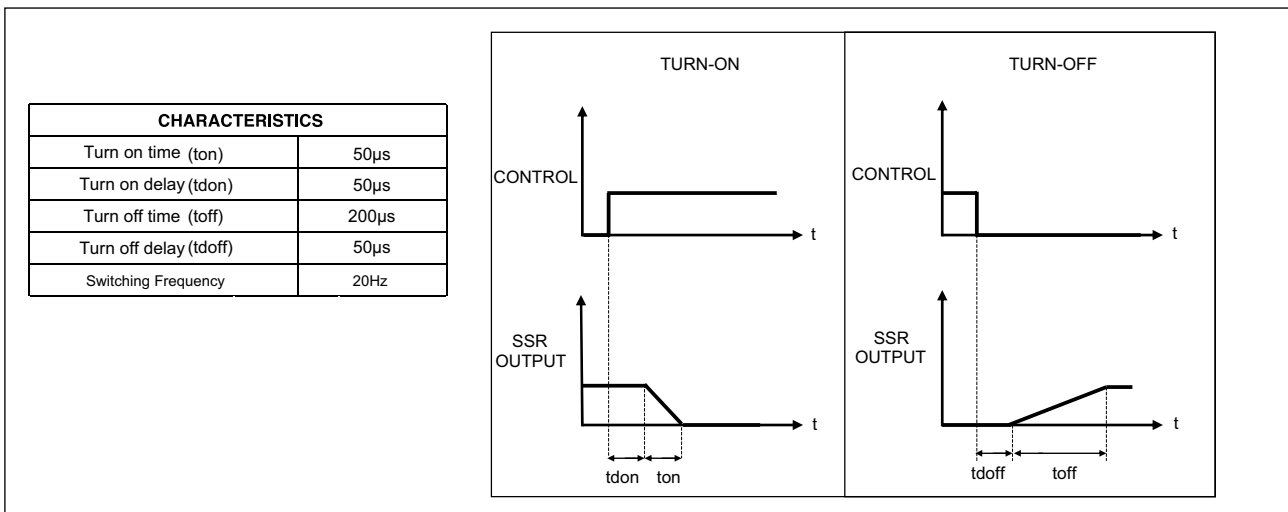 CHARACTERISTICS
Turn on time (ton) 50µs
Turn on delay (tdon) 50µs
Turn off time (toff) 200µs
Turn off delay (tdoff) 50µs
Switching Frequency 20Hz
TURN-ON
CONTROL
t
SSR
OUTPUT
t
tdon ton
TURN-OFF
CONTROL
t
SSR
OUTPUT
t
tdoff toff